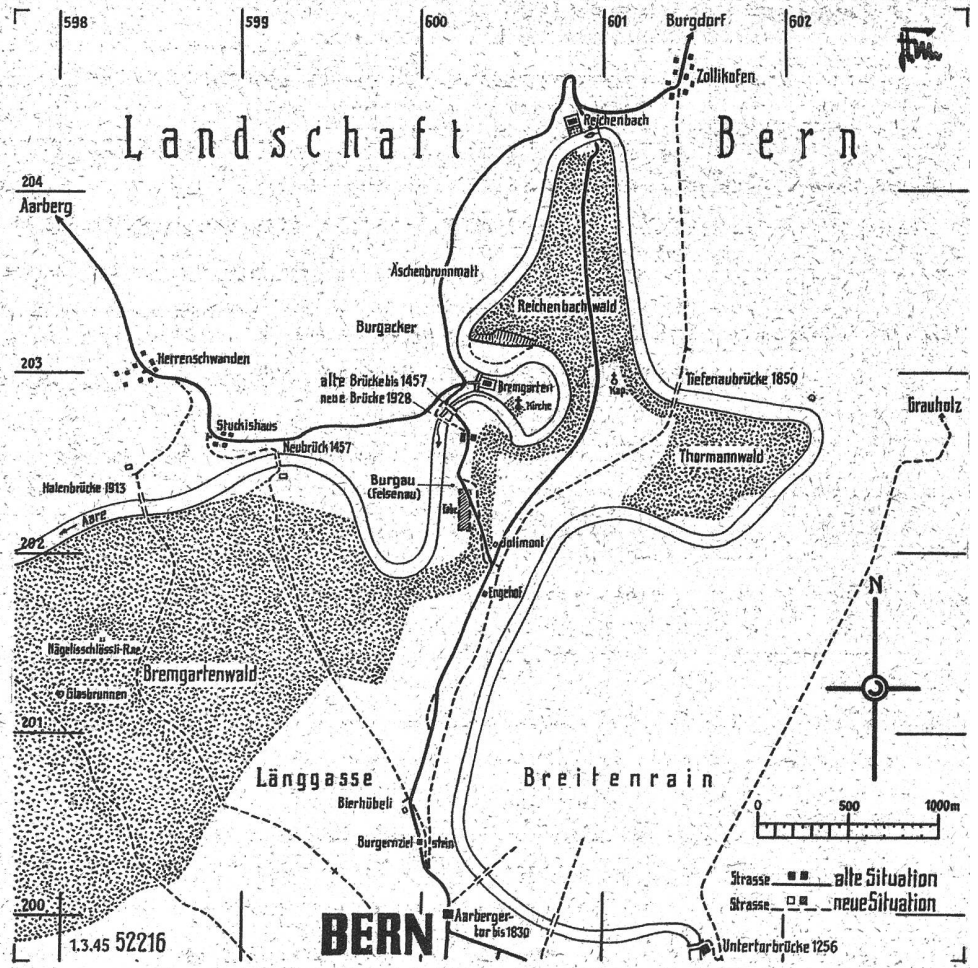 598
599
600
601
602
Burgdorf
Zollikofen
Reichenbach
Landschaft Bern
204
Aarberg
Äschenbrunnmatt
Reichenbachwald
Burgacker
203
Herrenschwanden
alte Brücke bis 1457
neue Brücke 1928
Bremgarten
Kirche
Kap.
Tiefenaubrücke 1850
Grauholz
Stuckishaus
Neubrück 1457
Thormannwald
Halenbrücke 1913
Burgau
(Felsenau)
Aare
202
Jolimont
Engehof
N
Nägelisschlössli-R.ne
Bremgartenwald
Glasbrunnen
201
Länggasse
Breitenrain
Bierhübeli
0 500 1000m
Burgernziel stein
Strasse alte Situation
Strasse neue Situation
200
BERN
Aarberger-
tor bis 1830
1.3.45 52216
Untertorbrücke 1256